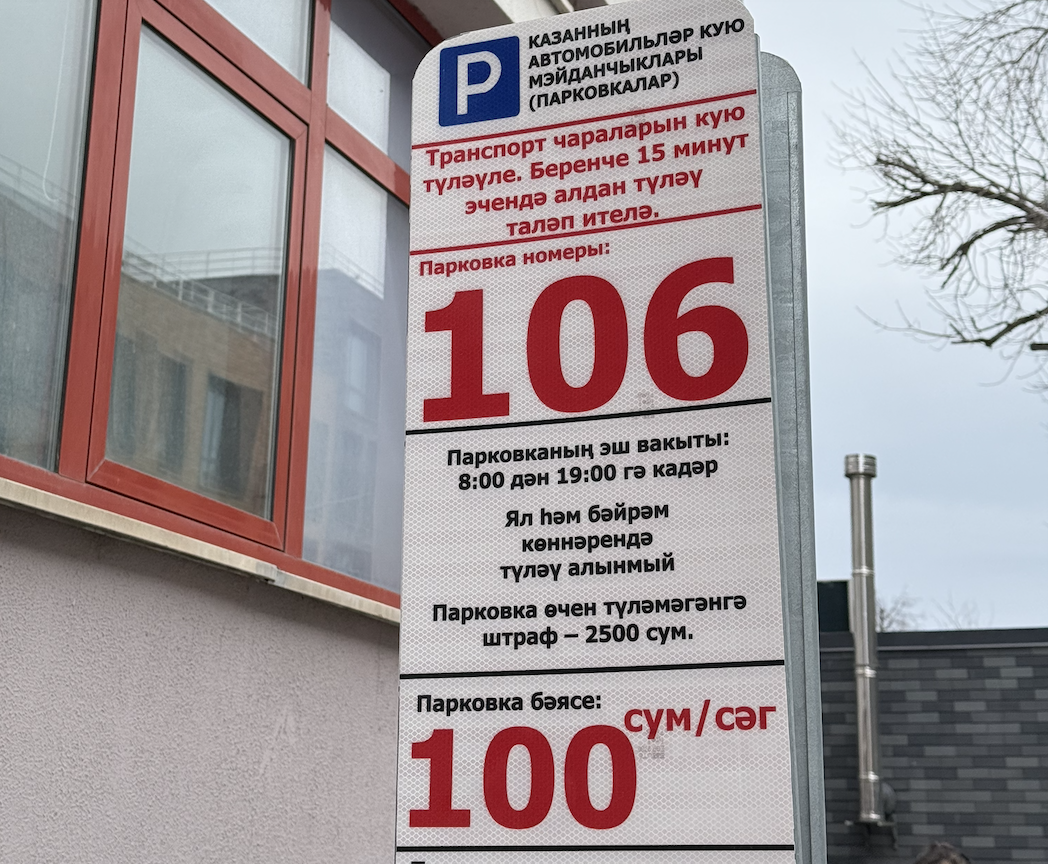 P
КАЗАННЫҢ
АВТОМОБИЛЬЛӘР КУЮ
МӘЙДАНЧЫКЛАРЫ
(ПАРКОВКАЛАР)
Транспорт чараларын кую
түләүле. Беренче 15 минут
эчендә алдан түләү
таләп ителә.
Парковка номеры:
106
Парковканың эш вакыты:
8:00 дән 19:00 гә кадәр
Ял һәм бәйрәм
көннәрендә
түләү алынмый
Парковка өчен түләмәгәнгә
штраф – 2500 сум.
Парковка бәясе:
100 сум/сәг